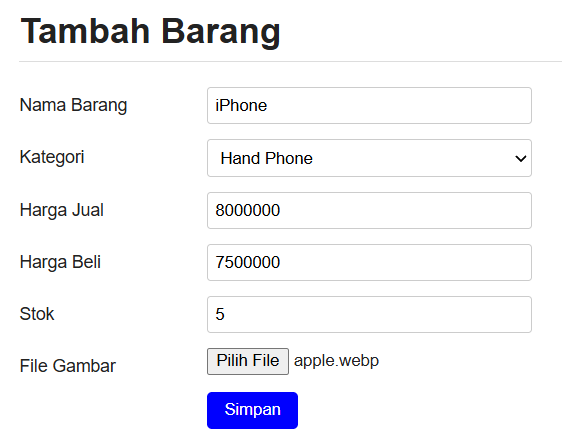 Tambah Barang
Nama Barang iPhone
Kategori Hand Phone
Harga Jual 8000000
Harga Beli 7500000
Stok 5
File Gambar Pilih File apple.webp
Simpan